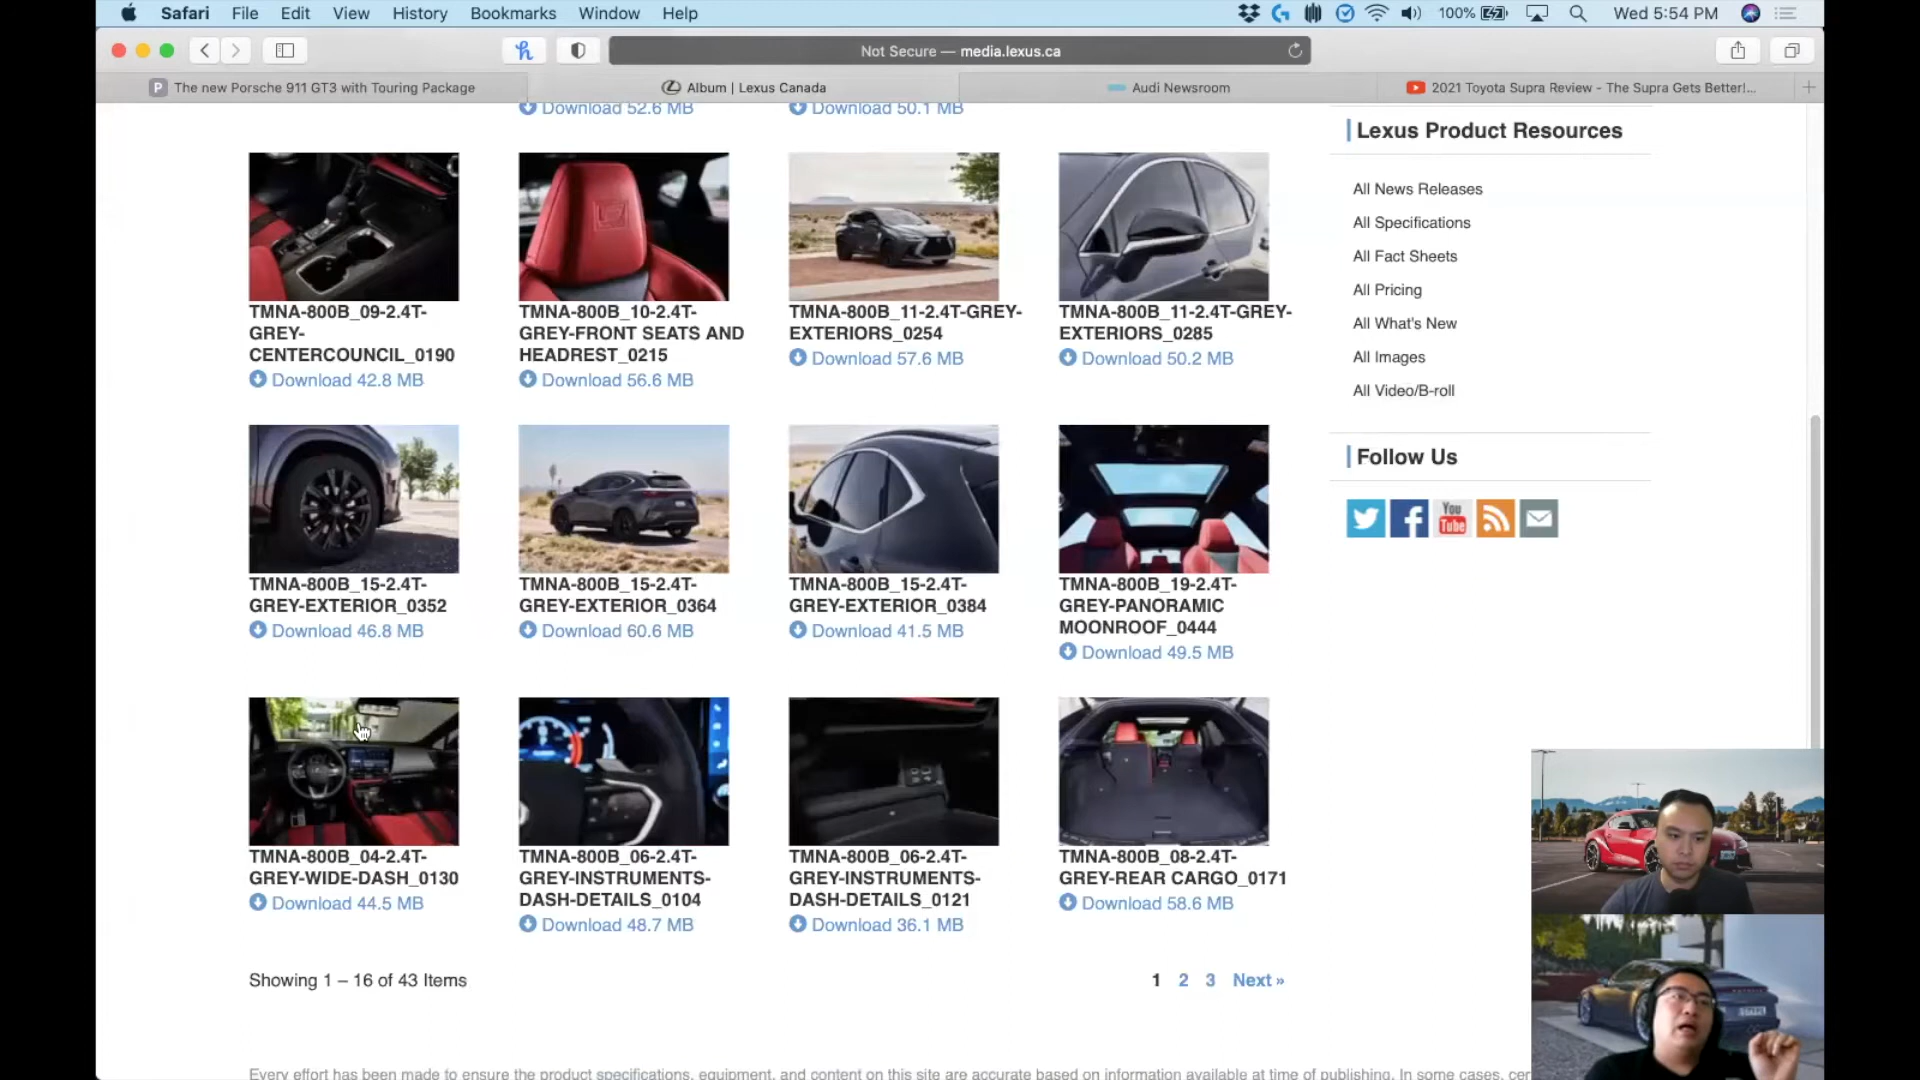 Safari File Edit View History Bookmarks Window Help 100% Wed 5:54 PM
Not Secure — media.lexus.ca
The new Porsche 911 GT3 with Touring Package Album | Lexus Canada Audi Newsroom 2021 Toyota Supra Review - The Supra Gets Better!...
Download 52.6 MB
Download 50.1 MB
TMNA-800B_09-2.4T-
GREY-
CENTERCOUNCIL_0190
Download 42.8 MB
TMNA-800B_10-2.4T-
GREY-FRONT SEATS AND
HEADREST_0215
Download 56.6 MB
TMNA-800B_11-2.4T-GREY-
EXTERIORS_0254
Download 57.6 MB
TMNA-800B_11-2.4T-GREY-
EXTERIORS_0285
Download 50.2 MB
TMNA-800B_15-2.4T-
GREY-EXTERIOR_0352
Download 46.8 MB
TMNA-800B_15-2.4T-
GREY-EXTERIOR_0364
Download 60.6 MB
TMNA-800B_15-2.4T-
GREY-EXTERIOR_0384
Download 41.5 MB
TMNA-800B_19-2.4T-
GREY-PANORAMIC
MOONROOF_0444
Download 49.5 MB
TMNA-800B_04-2.4T-
GREY-WIDE-DASH_0130
Download 44.5 MB
TMNA-800B_06-2.4T-
GREY-INSTRUMENTS-
DASH-DETAILS_0104
Download 48.7 MB
TMNA-800B_06-2.4T-
GREY-INSTRUMENTS-
DASH-DETAILS_0121
Download 36.1 MB
TMNA-800B_08-2.4T-
GREY-REAR CARGO_0171
Download 58.6 MB
Showing 1 – 16 of 43 Items
1 2 3 Next »
Every effort has been made to ensure the product specifications, equipment, and content on this site are accurate based on information available at time of publishing. In some cases,
Lexus Product Resources
All News Releases
All Specifications
All Fact Sheets
All Pricing
All What's New
All Images
All Video/B-roll
Follow Us
You
Tube